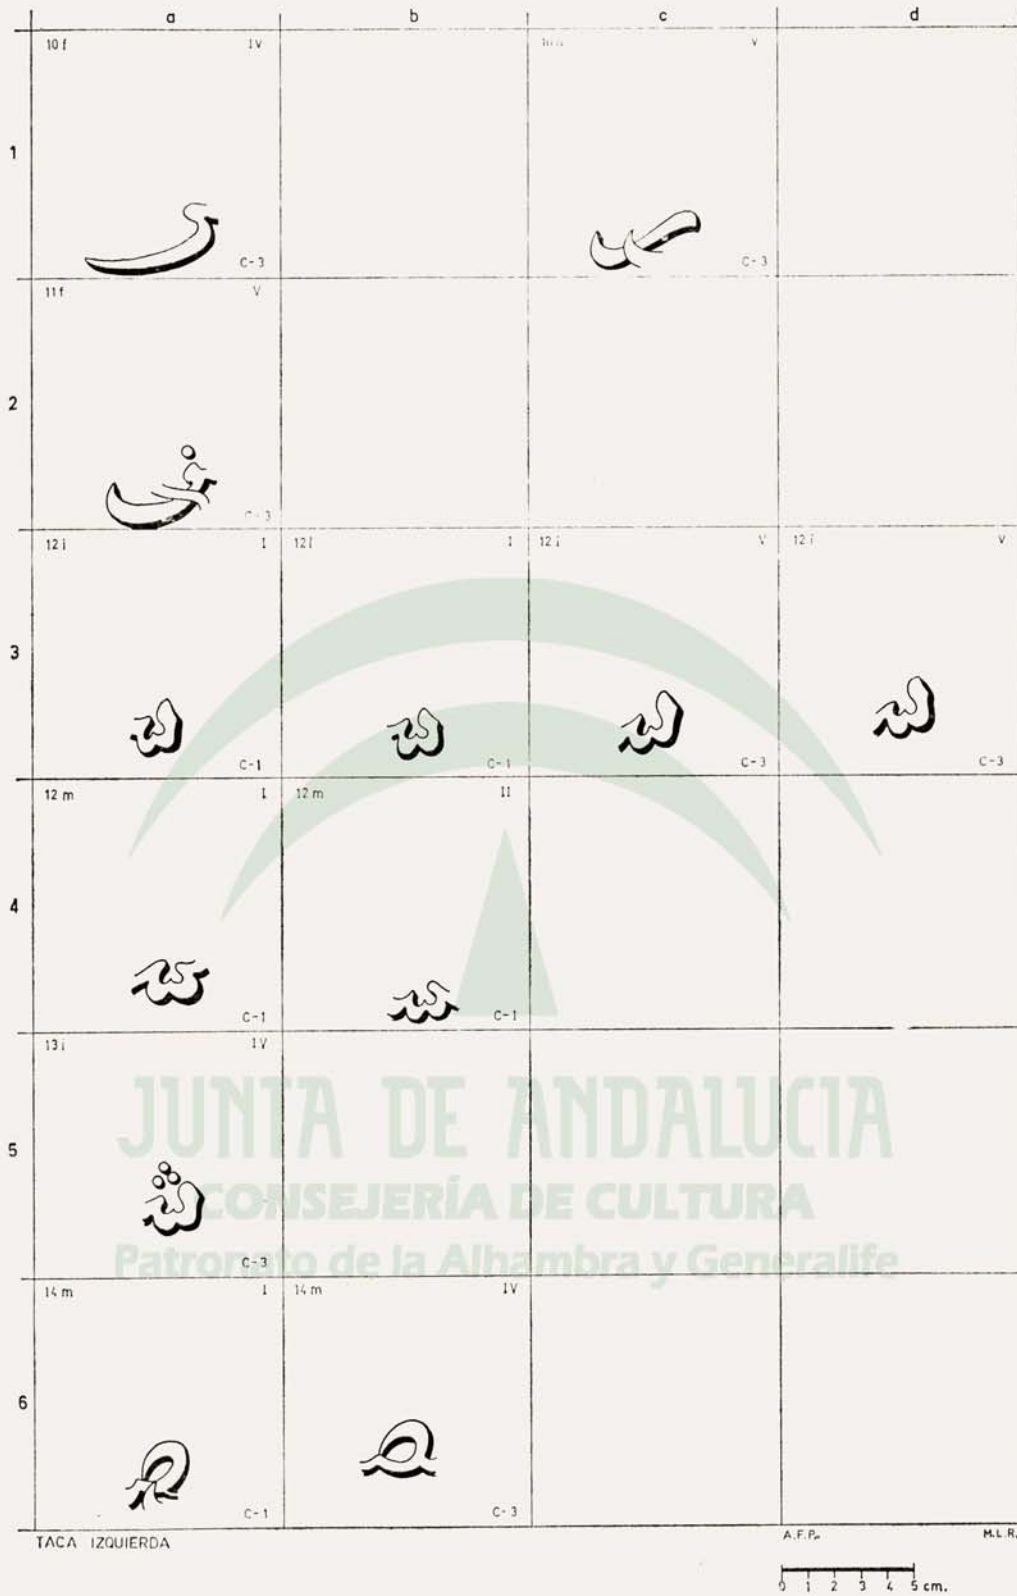 a b c d
10 f IV V
1
C-3 C-3
11 f V
2
C-3
12 i I 12 i I 12 i V 12 i V
3
C-1 C-1 C-3 C-3
12 m I 12 m II
4
C-1 C-1
13 i IV
JUNTA DE ANDALUCIA
5
CONSEJERÍA DE CULTURA
Patronato de la Alhambra y Generalife
C-3
14 m I 14 m IV
6
C-1 C-3
TACA IZQUIERDA A.F.P. M.L.R.
0 1 2 3 4 5 cm.